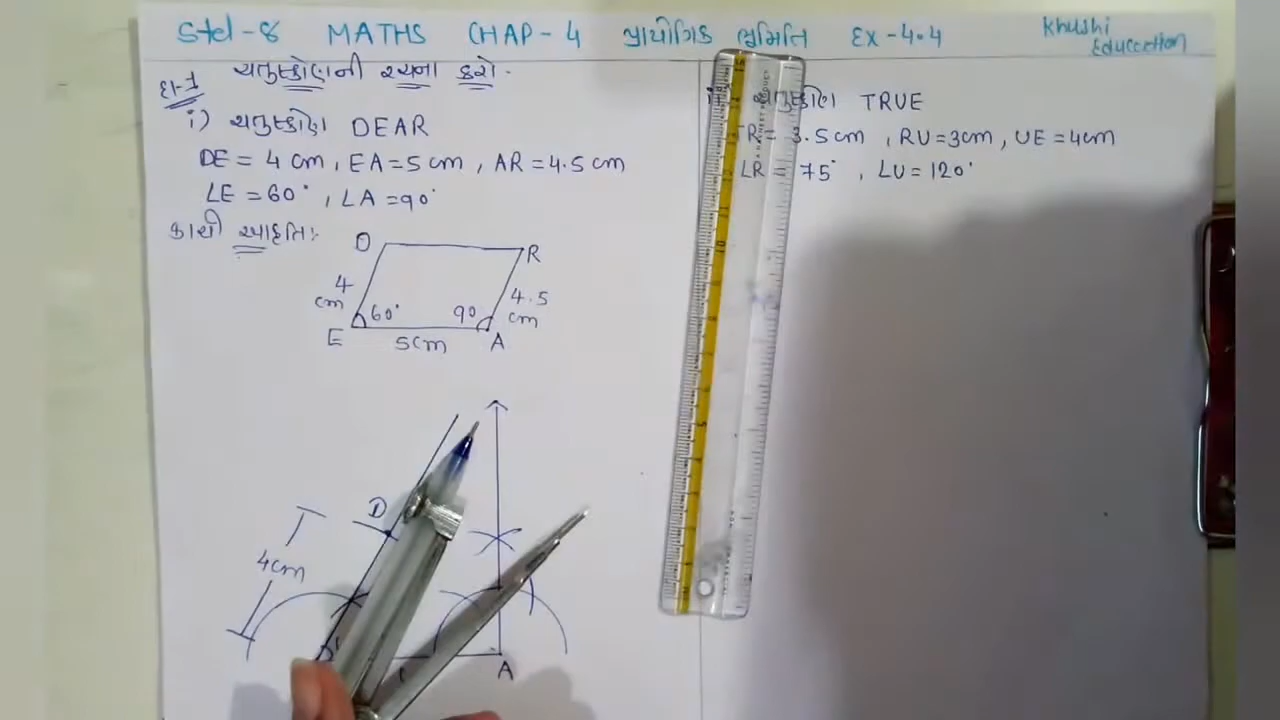 Std-8 MATHS CHAP-4 પ્રાયોગિક ભૂમિતિ EX-4.4
Khushi
Education
દા-1 ચતુષ્કોણની રચના કરો.
i) ચતુષ્કોણ DEAR
DE = 4 cm, EA=5 cm, AR=4.5 cm
∠E=60°, ∠A=90°
કાચી આકૃતિ:
D
R
4
cm
60°
90
4.5
cm
E
5cm
A
D
4cm
A
ચતુષ્કોણ TRUE
R= 3.5 cm, RU=3cm, UE=4cm
∠R = 75°, ∠U=120°